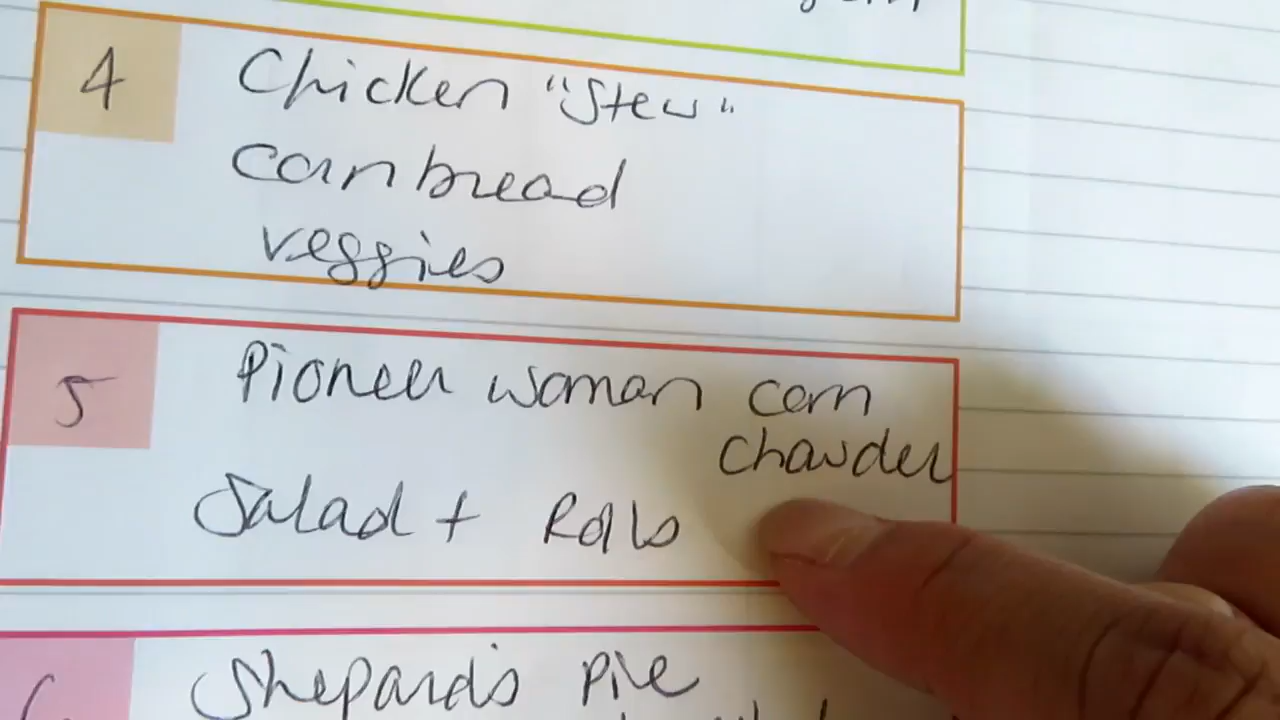 4
Chicken "Stew"
cornbread
veggies
5
Pioneer woman corn
chowder
Salad + Rolls
Shepard's Pie